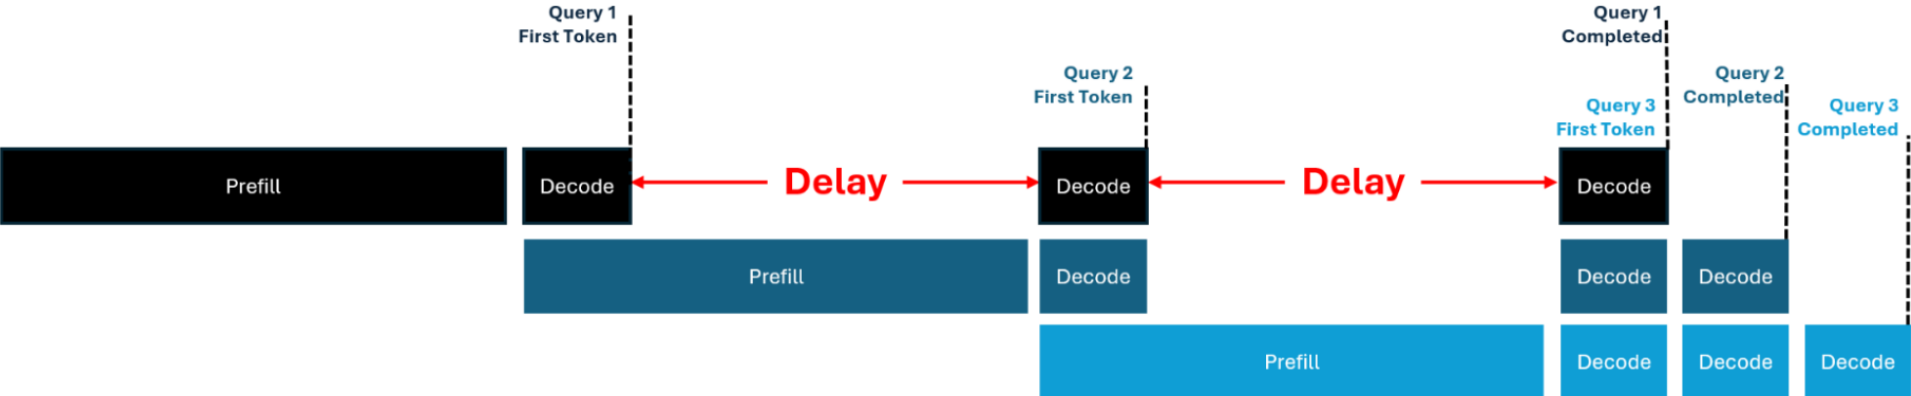 Query 1
First Token
Query 1
Completed
Query 2
First Token
Query 2
Completed
Query 3
First Token
Query 3
Completed
Prefill
Decode
Delay
Decode
Delay
Decode
Prefill
Decode
Decode
Decode
Prefill
Decode
Decode
Decode